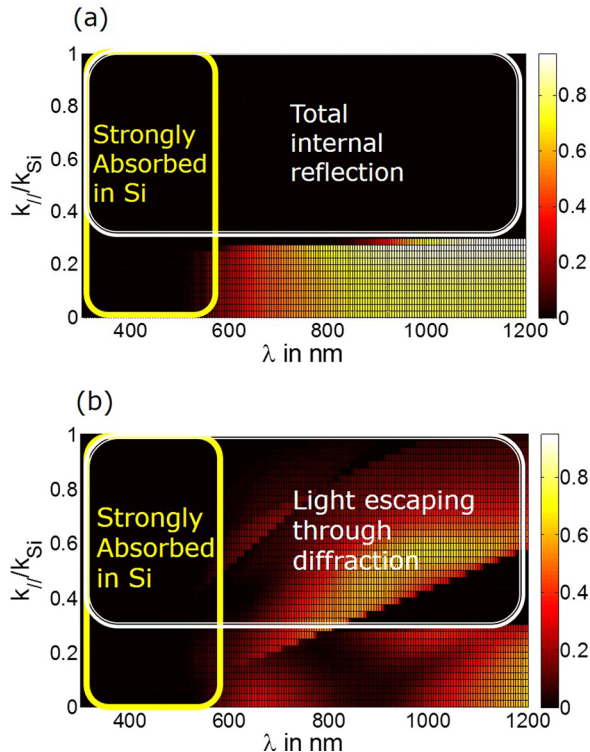 (a)
1
0.8
0.6
0.4
0.2
0
k///kSi
Strongly
Absorbed
in Si
Total
internal
reflection
0.8
0.6
0.4
0.2
0
400
600
800
1000
1200
λ in nm
(b)
1
0.8
0.6
0.4
0.2
0
k///kSi
Strongly
Absorbed
in Si
Light escaping
through
diffraction
0.8
0.6
0.4
0.2
0
400
600
800
1000
1200
λ in nm